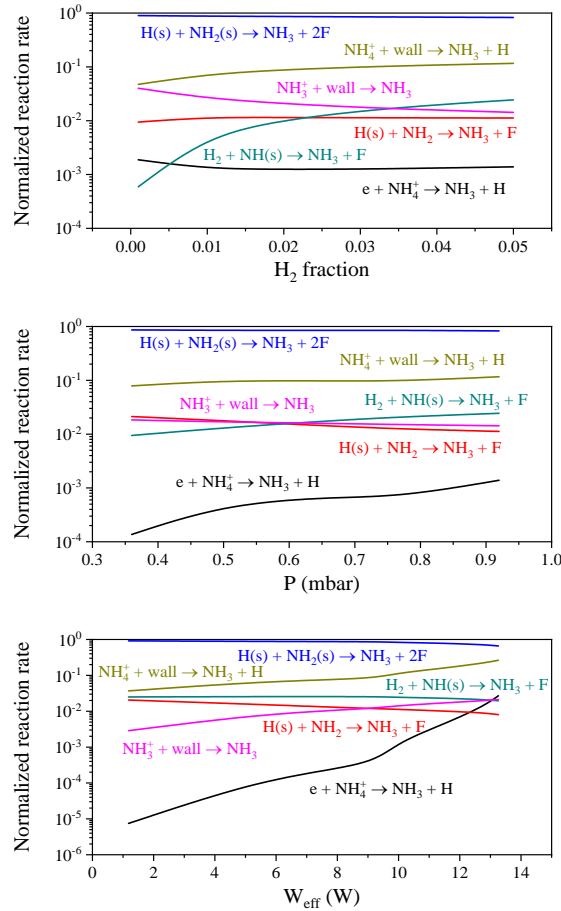 Normalized reaction rate
10⁰
10⁻¹
10⁻²
10⁻³
10⁻⁴
H(s) + NH₂(s) → NH₃ + 2F
NH₄⁺ + wall → NH₃ + H
NH₃⁺ + wall → NH₃
H(s) + NH₂ → NH₃ + F
H₂ + NH(s) → NH₃ + F
e + NH₄⁺ → NH₃ + H
0.00 0.01 0.02 0.03 0.04 0.05
H₂ fraction
Normalized reaction rate
10⁰
10⁻¹
10⁻²
10⁻³
10⁻⁴
H(s) + NH₂(s) → NH₃ + 2F
NH₄⁺ + wall → NH₃ + H
NH₃⁺ + wall → NH₃
H₂ + NH(s) → NH₃ + F
H(s) + NH₂ → NH₃ + F
e + NH₄⁺ → NH₃ + H
0.3 0.4 0.5 0.6 0.7 0.8 0.9 1.0
P (mbar)
Normalized reaction rate
10⁰
10⁻¹
10⁻²
10⁻³
10⁻⁴
10⁻⁵
10⁻⁶
H(s) + NH₂(s) → NH₃ + 2F
NH₄⁺ + wall → NH₃ + H
H₂ + NH(s) → NH₃ + F
H(s) + NH₂ → NH₃ + F
NH₃⁺ + wall → NH₃
e + NH₄⁺ → NH₃ + H
0 2 4 6 8 10 12 14
W_eff (W)